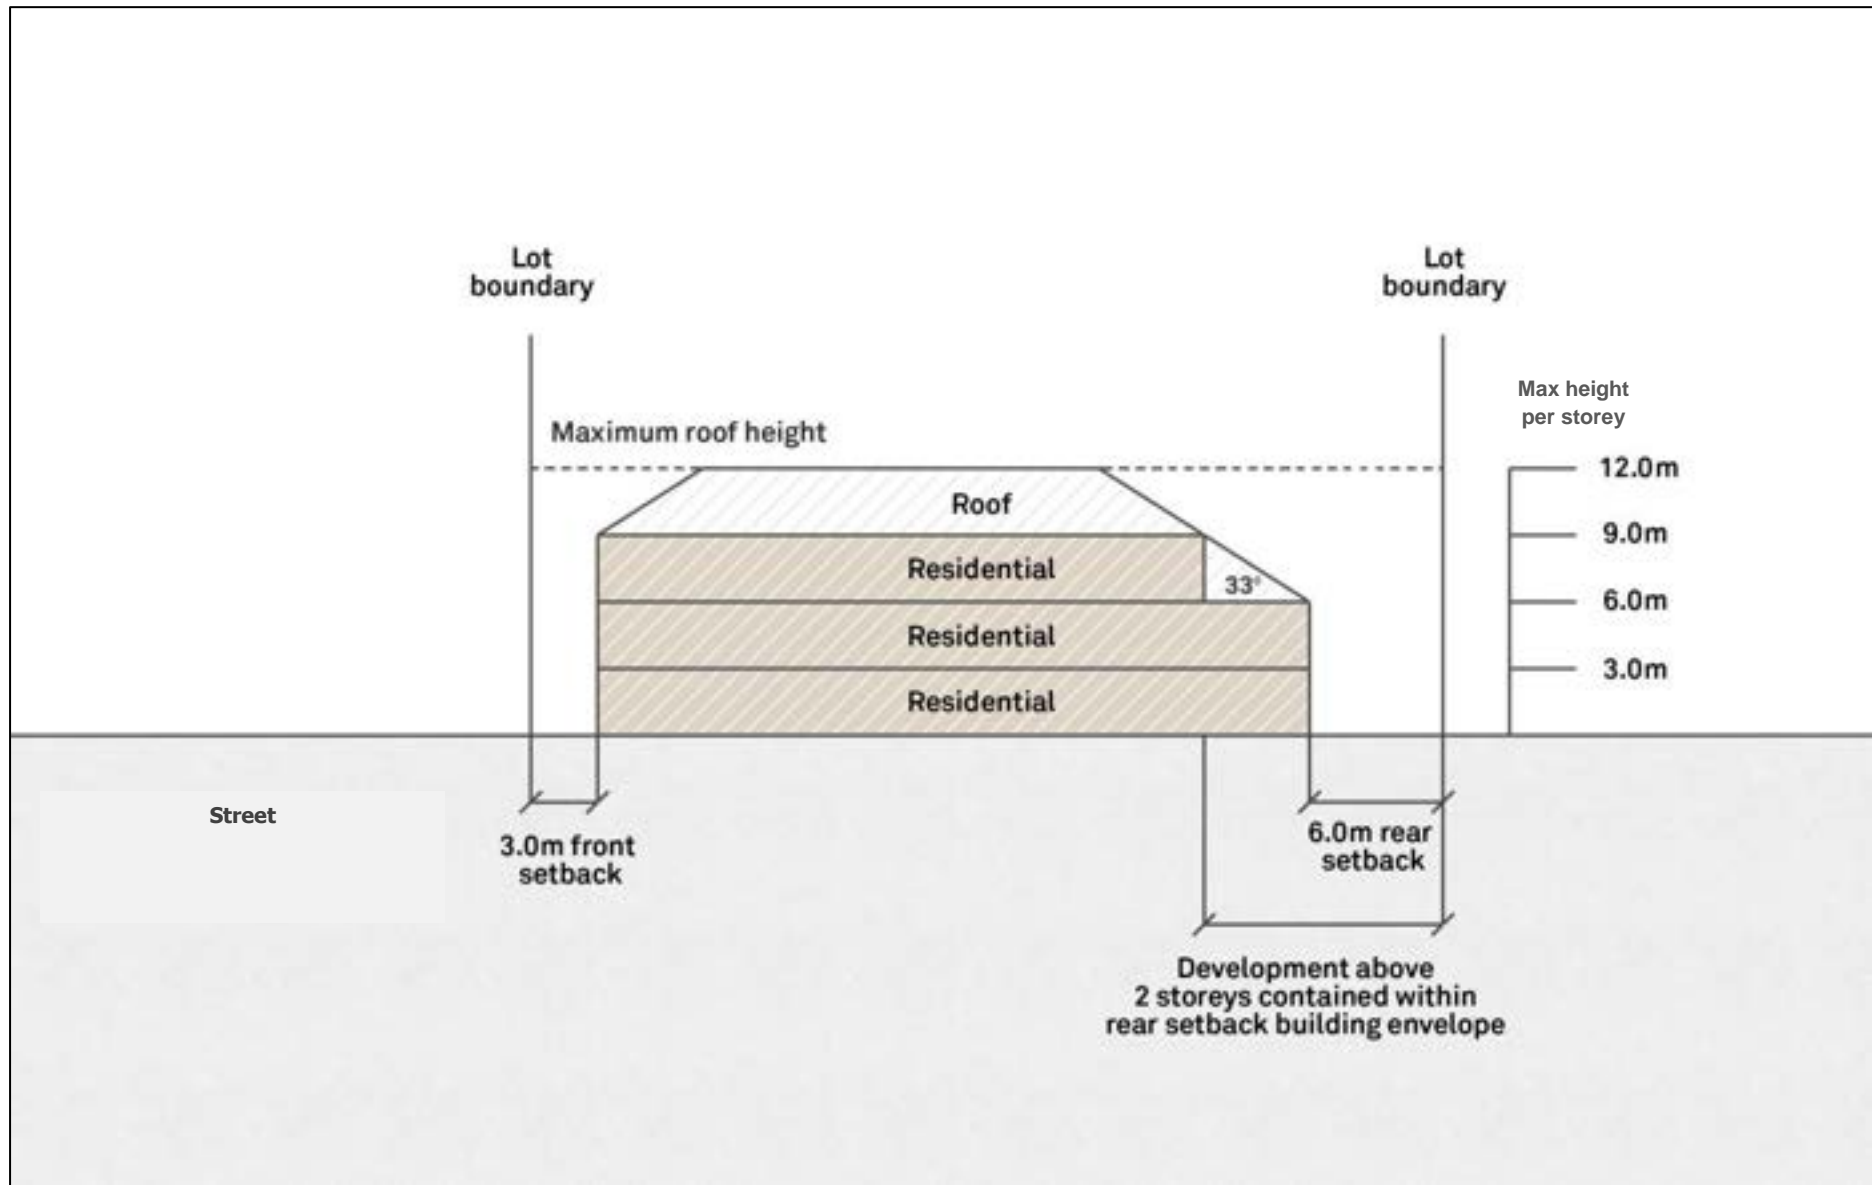 Lot
boundary
Lot
boundary
Max height
per storey
Maximum roof height
12.0m
Roof
9.0m
Residential
33°
6.0m
Residential
3.0m
Residential
Street
3.0m front
setback
6.0m rear
setback
Development above
2 storeys contained within
rear setback building envelope